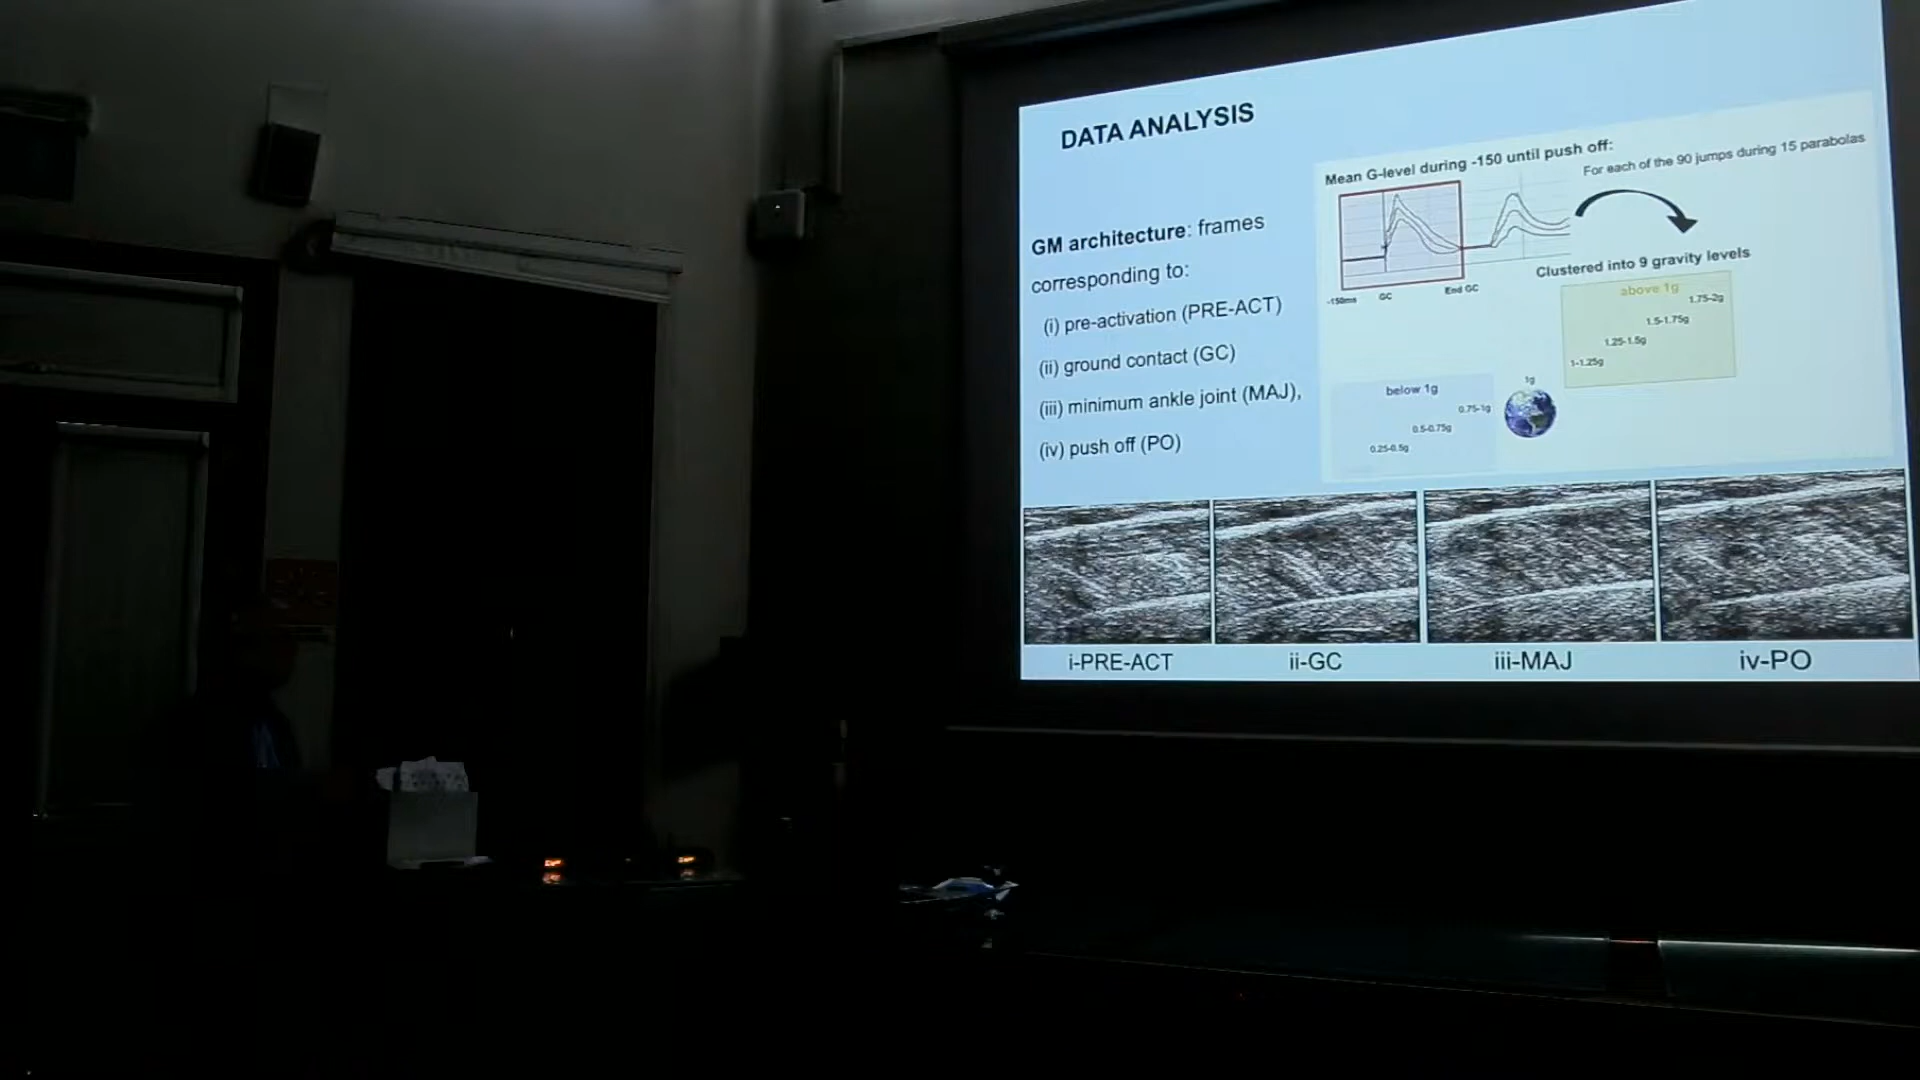 DATA ANALYSIS
GM architecture: frames
corresponding to:
(i) pre-activation (PRE-ACT)
(ii) ground contact (GC)
(iii) minimum ankle joint (MAJ),
(iv) push off (PO)
Mean G-level during -150 until push off:
For each of the 90 jumps during 15 parabolas
-150ms
GC
End GC
Clustered into 9 gravity levels
above 1g
1.75-2g
1.5-1.75g
1.25-1.5g
1-1.25g
1g
below 1g
0.75-1g
0.5-0.75g
0.25-0.5g
i-PRE-ACT
ii-GC
iii-MAJ
iv-PO